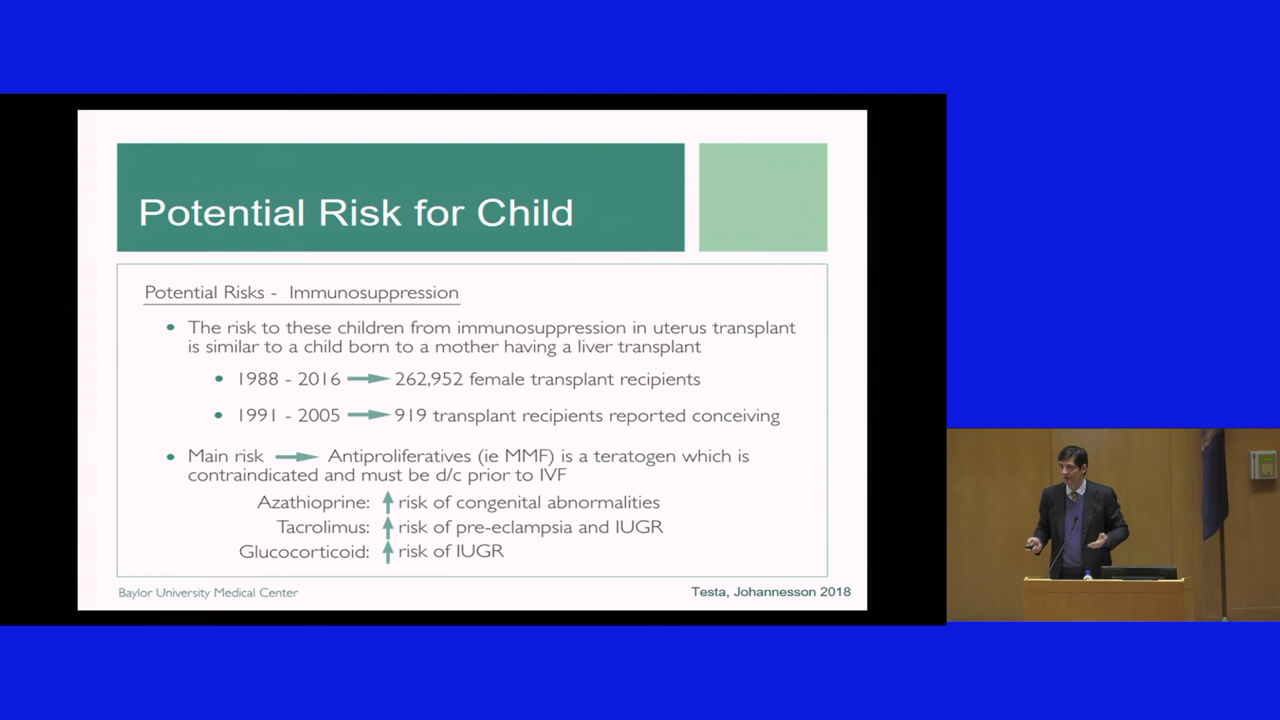 Potential Risk for Child
Potential Risks - Immunosuppression
• The risk to these children from immunosuppression in uterus transplant
is similar to a child born to a mother having a liver transplant
• 1988 - 2016 → 262,952 female transplant recipients
• 1991 - 2005 → 919 transplant recipients reported conceiving
• Main risk → Antiproliferatives (ie MMF) is a teratogen which is
contraindicated and must be d/c prior to IVF
Azathioprine: ↑ risk of congenital abnormalities
Tacrolimus: ↑ risk of pre-eclampsia and IUGR
Glucocorticoid: ↑ risk of IUGR
Baylor University Medical Center
Testa, Johannesson 2018